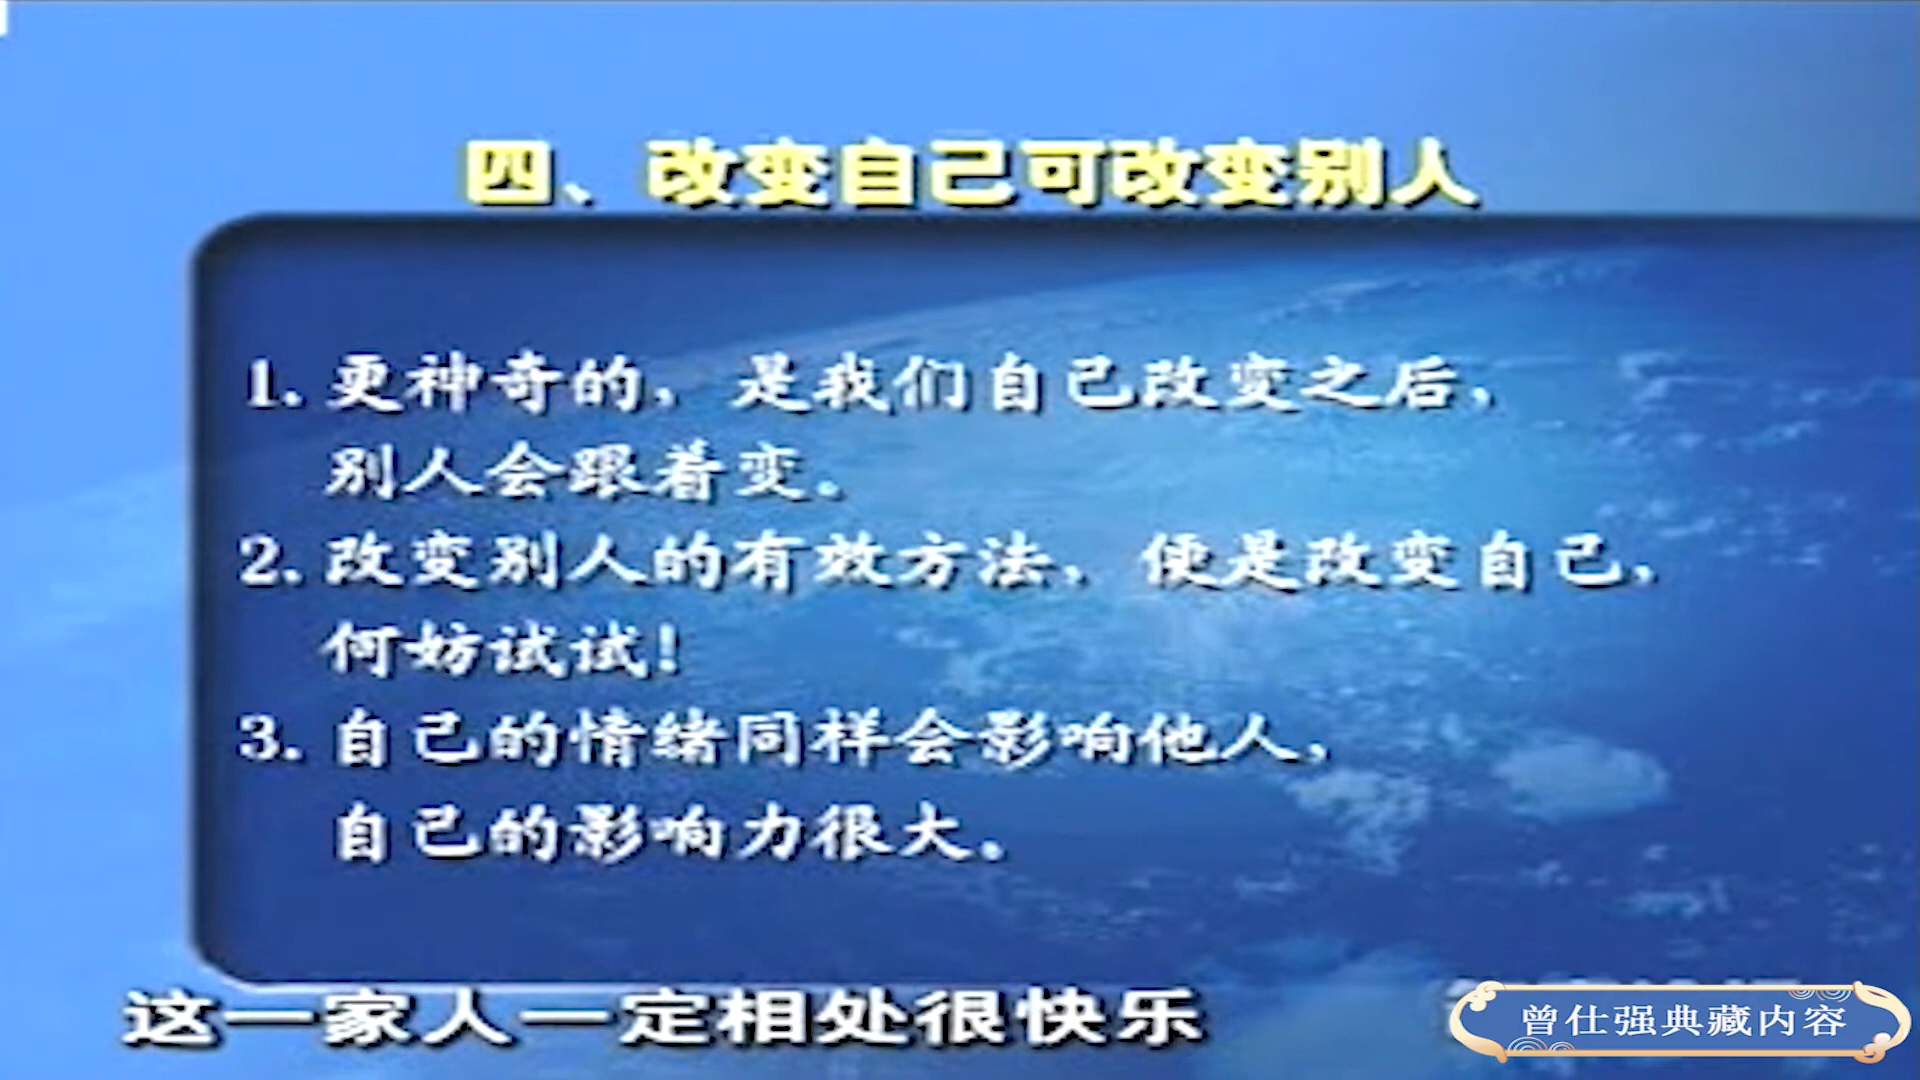 四、改变自己可改变别人
1.更神奇的，是我们自己改变之后，
别人会跟着变。
2.改变别人的有效方法，便是改变自己，
何妨试试！
3.自己的情绪同样会影响他人，
自己的影响力很大。
这一家人一定相处很快乐
曾仕强典藏内容